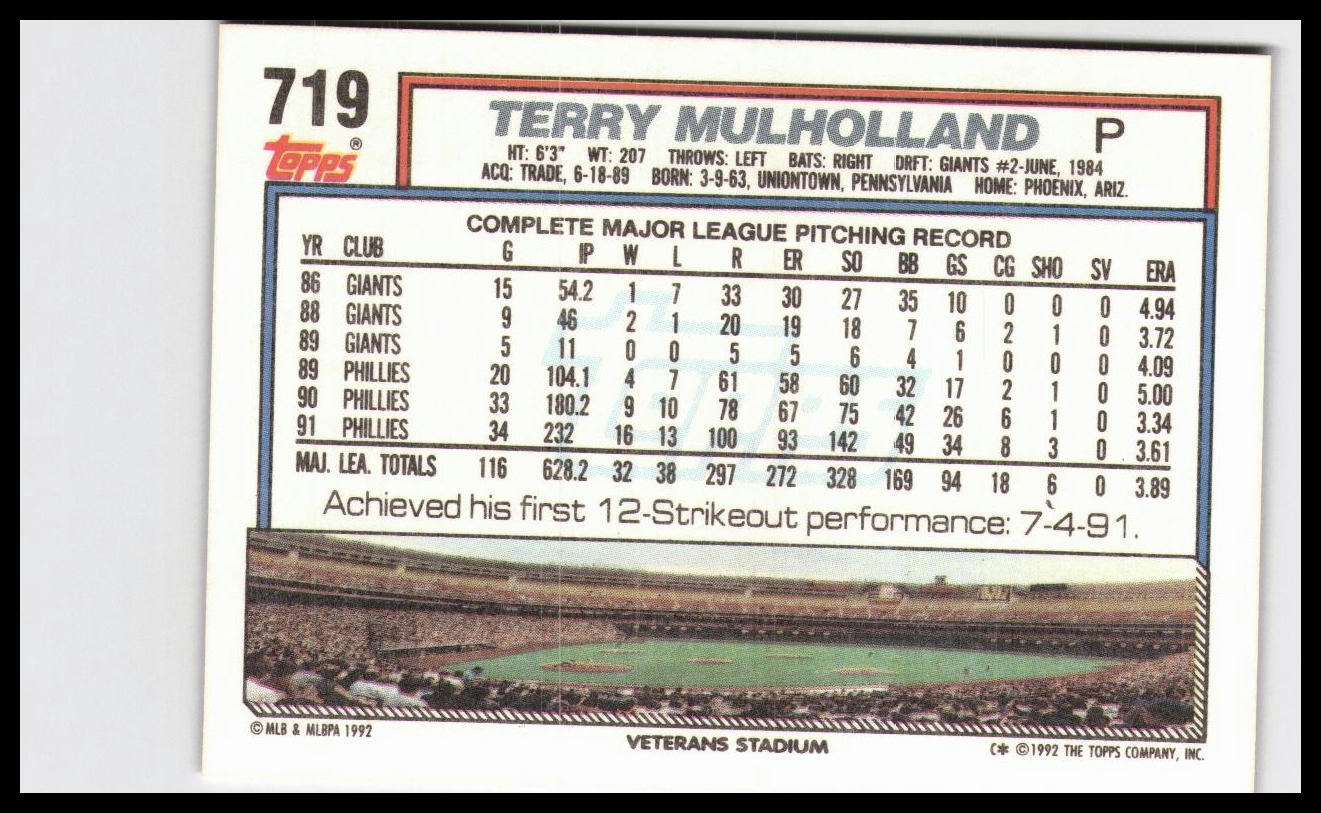 719
TOPPS®
TERRY MULHOLLAND P
HT: 6'3" WT: 207 THROWS: LEFT BATS: RIGHT DRFT: GIANTS #2-JUNE, 1984
ACQ: TRADE, 6-18-89 BORN: 3-9-63, UNIONTOWN, PENNSYLVANIA HOME: PHOENIX, ARIZ.
COMPLETE MAJOR LEAGUE PITCHING RECORD
YR CLUB G IP W L R ER SO BB GS CG SHO SV ERA
86 GIANTS 15 54.2 1 7 33 30 27 35 10 0 0 0 4.94
88 GIANTS 9 46 2 1 20 19 18 7 6 2 1 0 3.72
89 GIANTS 5 11 0 0 5 5 6 4 1 0 0 0 4.09
89 PHILLIES 20 104.1 4 7 61 58 60 32 17 2 1 0 5.00
90 PHILLIES 33 180.2 9 10 78 67 75 42 26 6 1 0 3.34
91 PHILLIES 34 232 16 13 100 93 142 49 34 8 3 0 3.61
MAJ. LEA. TOTALS 116 628.2 32 38 297 272 328 169 94 18 6 0 3.89
Achieved his first 12-Strikeout performance: 7-4-91.
© MLB & MLBPA 1992
VETERANS STADIUM
C* ©1992 THE TOPPS COMPANY, INC.